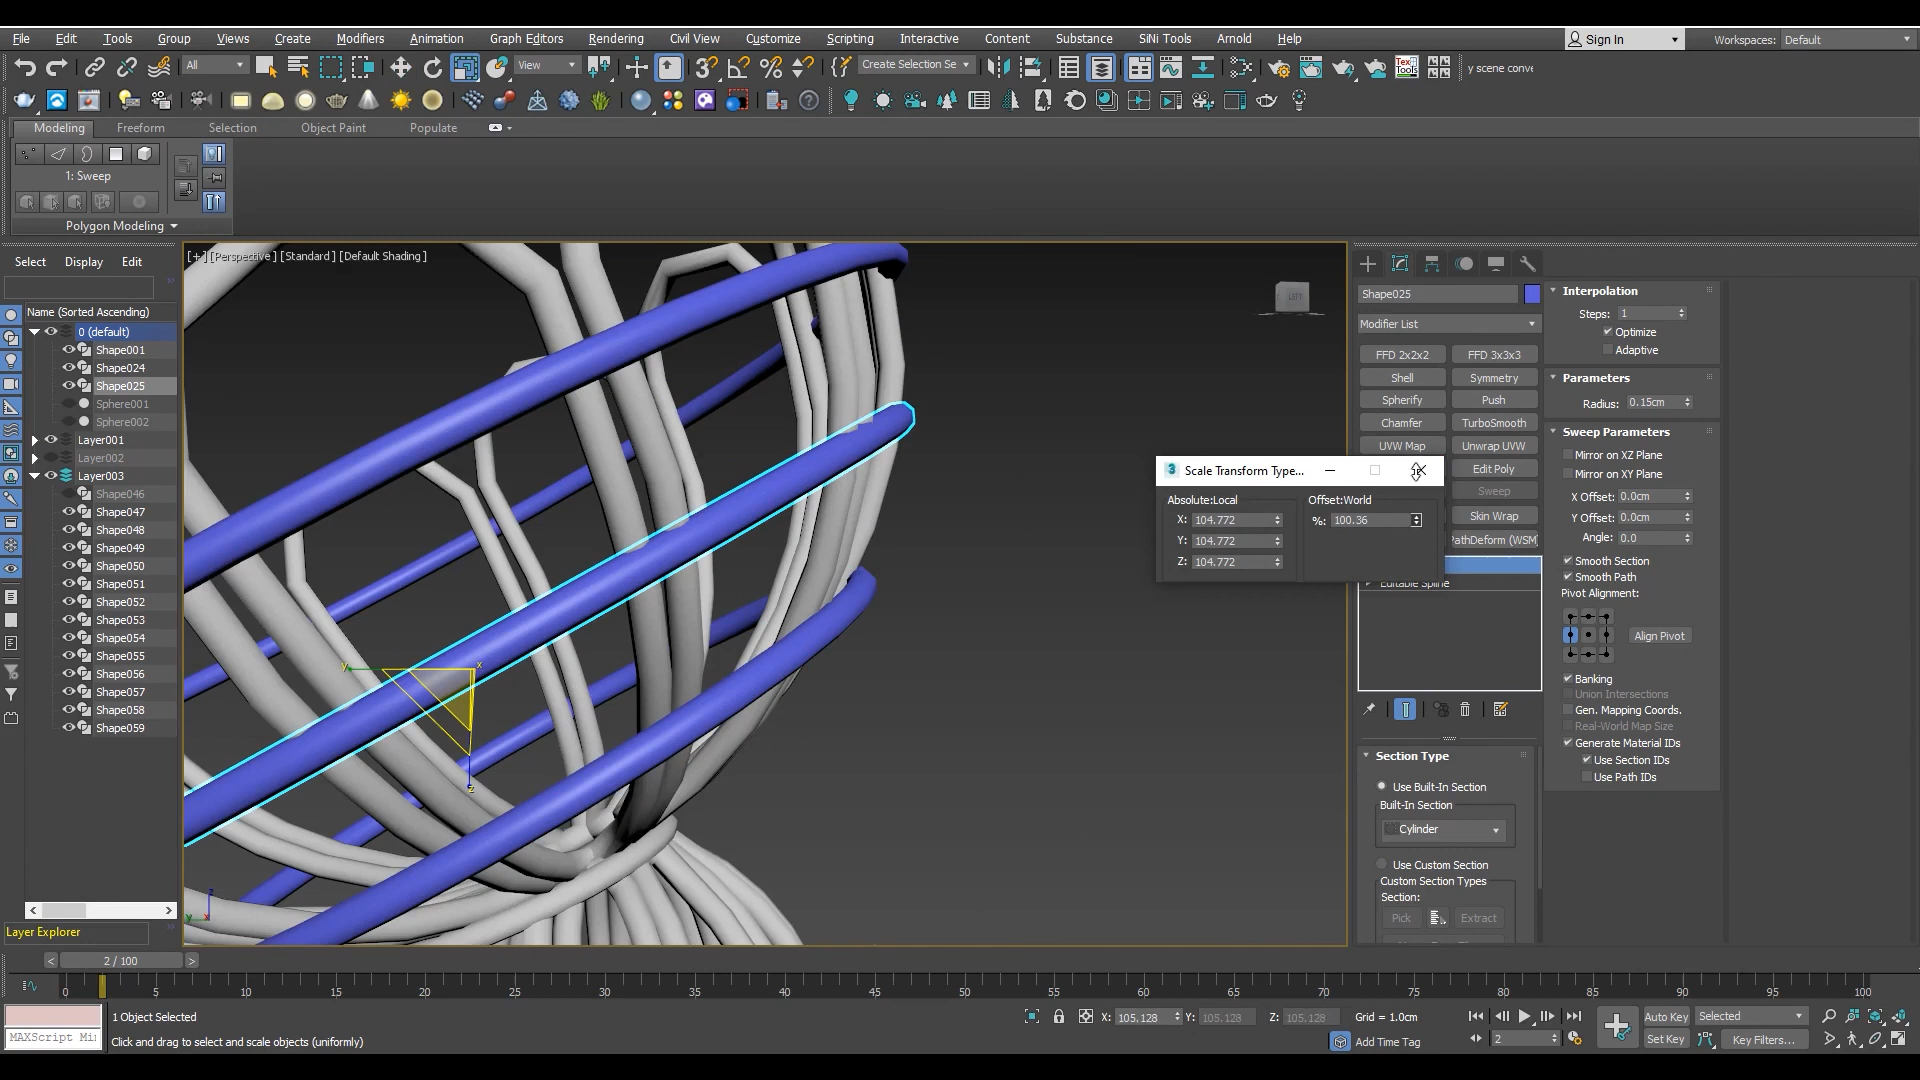 File Edit Tools Group Views Create Modifiers Animation Graph Editors Rendering Civil View Customize Scripting Interactive Content Substance SiNi Tools Arnold Help Sign In Workspaces: Default
All View Create Selection Se y scene conve
Modeling Freeform Selection Object Paint Populate
1: Sweep
Polygon Modeling
Select Display Edit
Name (Sorted Ascending)
0 (default)
Shape001
Shape024
Shape025
Sphere001
Sphere002
Layer001
Layer002
Layer003
Shape046
Shape047
Shape048
Shape049
Shape050
Shape051
Shape052
Shape053
Shape054
Shape055
Shape056
Shape057
Shape058
Shape059
Layer Explorer
[+] [Perspective ] [Standard ] [Default Shading ]
LEFT
y x
z
z
y x
Scale Transform Type...
Absolute:Local Offset:World
X: 104.772 %: 100.36
Y: 104.772
Z: 104.772
Shape025
Modifier List
FFD 2x2x2 FFD 3x3x3
Shell Symmetry
Spherify Push
Chamfer TurboSmooth
UVW Map Unwrap UVW
Edit Poly
Sweep
Skin Wrap
PathDeform (WSM)
Editable Spline
Section Type
Use Built-In Section
Built-In Section
Cylinder
Use Custom Section
Custom Section Types
Section:
Pick Extract
Interpolation
Steps: 1
Optimize
Adaptive
Parameters
Radius: 0.15cm
Sweep Parameters
Mirror on XZ Plane
Mirror on XY Plane
X Offset: 0.0cm
Y Offset: 0.0cm
Angle: 0.0
Smooth Section
Smooth Path
Pivot Alignment:
Align Pivot
Banking
Union Intersections
Gen. Mapping Coords.
Real-World Map Size
Generate Material IDs
Use Section IDs
Use Path IDs
< 2 / 100 >
0 5 10 15 20 25 30 35 40 45 50 55 60 65 70 75 80 85 90 95 100
1 Object Selected X: 105.128 Y: 105.128 Z: 105.128 Grid = 1.0cm Auto Key Selected
MAXScript Mi Click and drag to select and scale objects (uniformly) Add Time Tag 2 Set Key Key Filters...